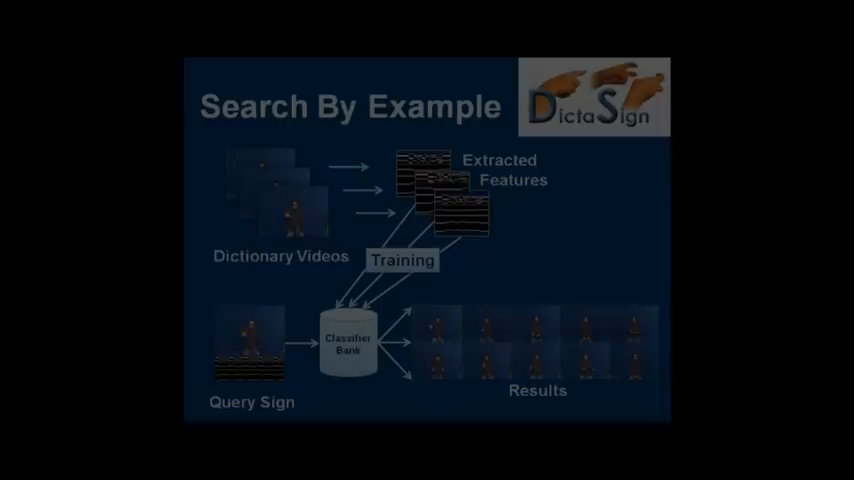 Search By Example
DictaSign
Extracted
Features
Dictionary Videos
Training
Classifier
Bank
Query Sign
Results